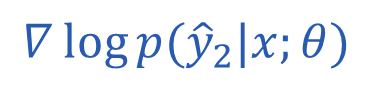 ∇ log p(ŷ₂|x; θ)